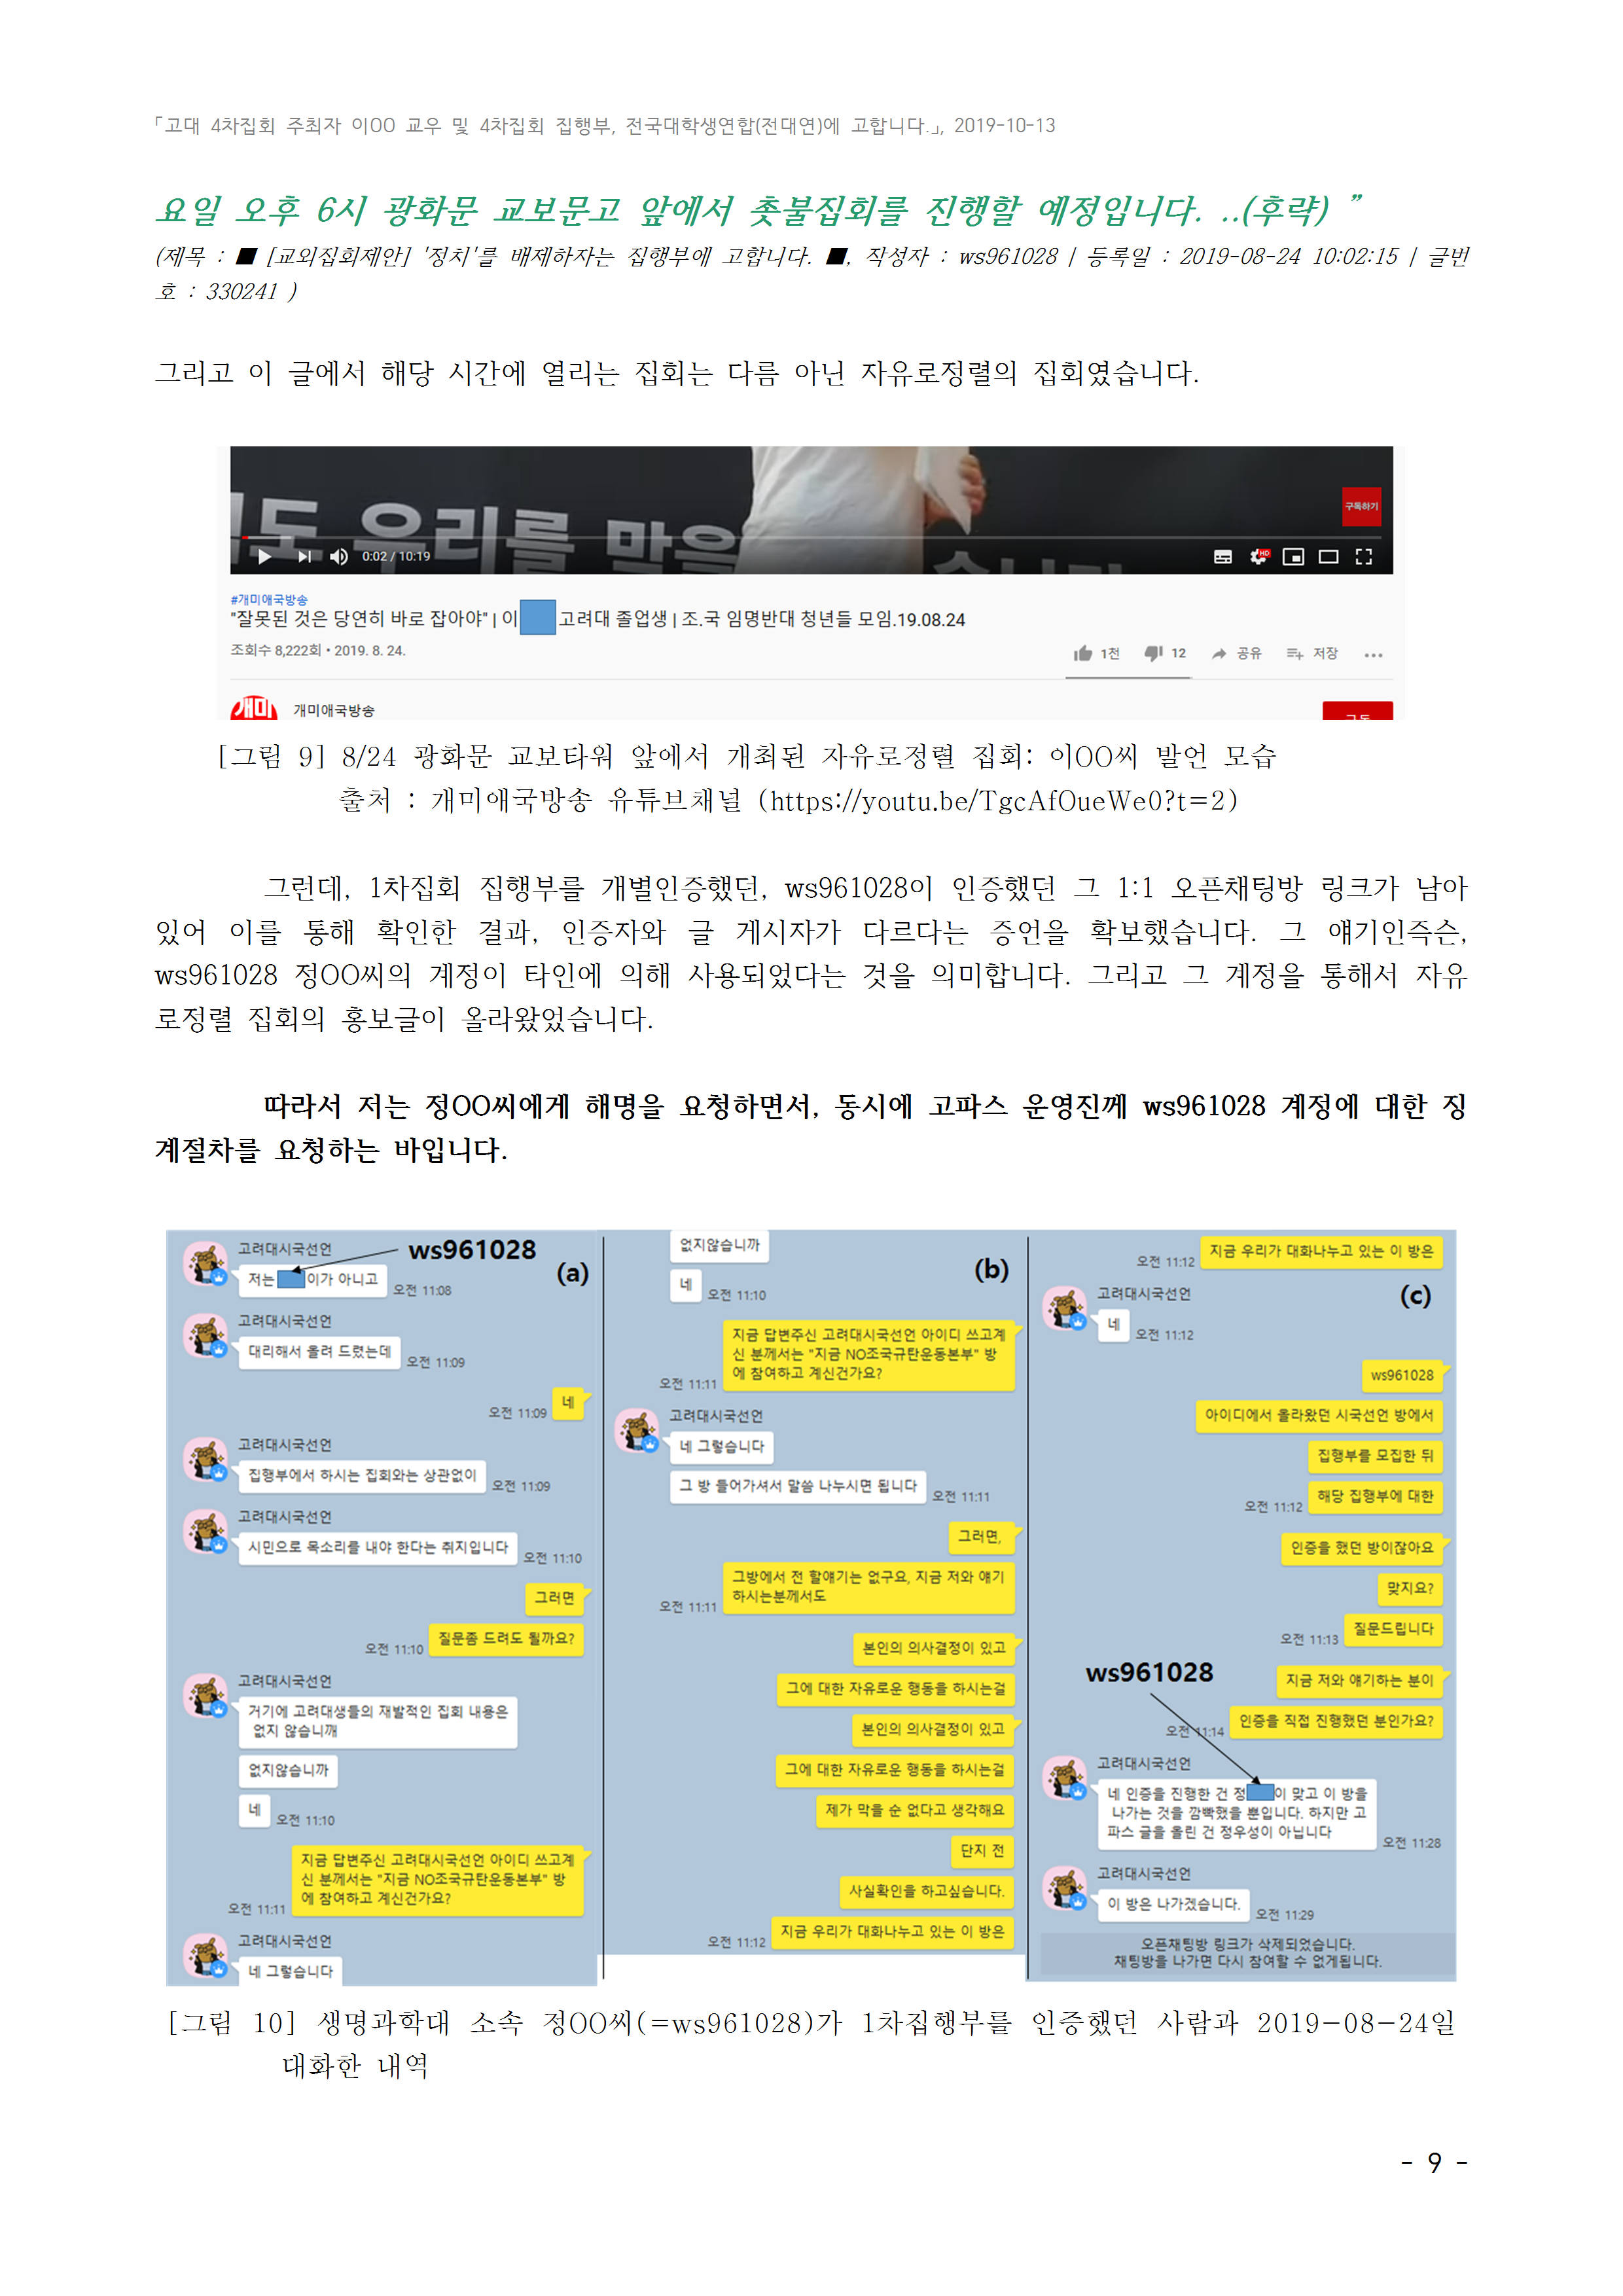 「고대 4차집회 주최자 이OO 교우 및 4차집회 집행부, 전국대학생연합(전대연)에 고합니다.」, 2019-10-13
요일 오후 6시 광화문 교보문고 앞에서 촛불집회를 진행할 예정입니다. ..(후략) ”
(제목 : ■ [교외집회제안] '정치'를 배제하자는 집행부에 고합니다. ■, 작성자 : ws961028 | 등록일 : 2019-08-24 10:02:15 | 글번
호 : 330241 )
그리고 이 글에서 해당 시간에 열리는 집회는 다름 아닌 자유로정렬의 집회였습니다.
도 우리를 막을
구독하기
0:02 / 10:19
HD
#개미애국방송
"잘못된 것은 당연히 바로 잡아야" | 이 고려대 졸업생 | 조.국 임명반대 청년들 모임.19.08.24
조회수 8,222회 • 2019. 8. 24.
1천 12 공유 저장 ...
개미 개미애국방송
[그림 9] 8/24 광화문 교보타워 앞에서 개최된 자유로정렬 집회: 이OO씨 발언 모습
출처 : 개미애국방송 유튜브채널 (https://youtu.be/TgcAfOueWe0?t=2)
그런데, 1차집회 집행부를 개별인증했던, ws961028이 인증했던 그 1:1 오픈채팅방 링크가 남아
있어 이를 통해 확인한 결과, 인증자와 글 게시자가 다르다는 증언을 확보했습니다. 그 얘기인즉슨,
ws961028 정OO씨의 계정이 타인에 의해 사용되었다는 것을 의미합니다. 그리고 그 계정을 통해서 자유
로정렬 집회의 홍보글이 올라왔었습니다.
따라서 저는 정OO씨에게 해명을 요청하면서, 동시에 고파스 운영진께 ws961028 계정에 대한 징
계절차를 요청하는 바입니다.
고려대시국선언
ws961028
(a)
저는 이가 아니고
오전 11:08
고려대시국선언
대리해서 올려 드렸는데
오전 11:09
네
오전 11:09
고려대시국선언
집행부에서 하시는 집회와는 상관없이
오전 11:09
고려대시국선언
시민으로 목소리를 내야 한다는 취지입니다
오전 11:10
그러면
질문좀 드려도 될까요?
오전 11:10
고려대시국선언
거기에 고려대생들의 재발적인 집회 내용은
없지 않습니깨
없지않습니까
네
오전 11:10
지금 답변주신 고려대시국선언 아이디 쓰고계
신 분께서는 "지금 NO조국규탄운동본부" 방
에 참여하고 계신건가요?
오전 11:11
고려대시국선언
네 그렇습니다
(b)
없지않습니까
네
오전 11:10
지금 답변주신 고려대시국선언 아이디 쓰고계
신 분께서는 "지금 NO조국규탄운동본부" 방
에 참여하고 계신건가요?
오전 11:11
고려대시국선언
네 그렇습니다
그 방 들어가셔서 말씀 나누시면 됩니다
오전 11:11
그러면,
그방에서 전 할얘기는 없구요, 지금 저와 얘기
하시는분께서도
오전 11:11
본인의 의사결정이 있고
그에 대한 자유로운 행동을 하시는걸
본인의 의사결정이 있고
그에 대한 자유로운 행동을 하시는걸
제가 막을 순 없다고 생각해요
단지 전
사실확인을 하고싶습니다.
지금 우리가 대화나누고 있는 이 방은
오전 11:12
지금 우리가 대화나누고 있는 이 방은
오전 11:12
고려대시국선언
(c)
네
오전 11:12
ws961028
아이디에서 올라왔던 시국선언 방에서
집행부를 모집한 뒤
해당 집행부에 대한
오전 11:12
인증을 했던 방이잖아요
맞지요?
질문드립니다
오전 11:13
ws961028
지금 저와 얘기하는 분이
인증을 직접 진행했던 분인가요?
오전 11:14
고려대시국선언
네 인증을 진행한 건 정 이 맞고 이 방을
나가는 것을 깜빡했을 뿐입니다. 하지만 고
파스 글을 올린 건 정우성이 아닙니다
오전 11:28
고려대시국선언
이 방은 나가겠습니다.
오전 11:29
오픈채팅방 링크가 삭제되었습니다.
채팅방을 나가면 다시 참여할 수 없게됩니다.
[그림 10] 생명과학대 소속 정OO씨(=ws961028)가 1차집행부를 인증했던 사람과 2019-08-24일
대화한 내역
- 9 -